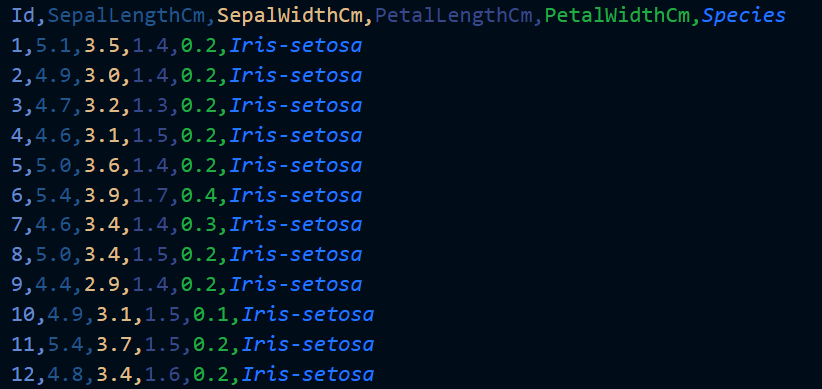 Id,SepalLengthCm,SepalWidthCm,PetalLengthCm,PetalWidthCm,Species
1,5.1,3.5,1.4,0.2,Iris-setosa
2,4.9,3.0,1.4,0.2,Iris-setosa
3,4.7,3.2,1.3,0.2,Iris-setosa
4,4.6,3.1,1.5,0.2,Iris-setosa
5,5.0,3.6,1.4,0.2,Iris-setosa
6,5.4,3.9,1.7,0.4,Iris-setosa
7,4.6,3.4,1.4,0.3,Iris-setosa
8,5.0,3.4,1.5,0.2,Iris-setosa
9,4.4,2.9,1.4,0.2,Iris-setosa
10,4.9,3.1,1.5,0.1,Iris-setosa
11,5.4,3.7,1.5,0.2,Iris-setosa
12,4.8,3.4,1.6,0.2,Iris-setosa